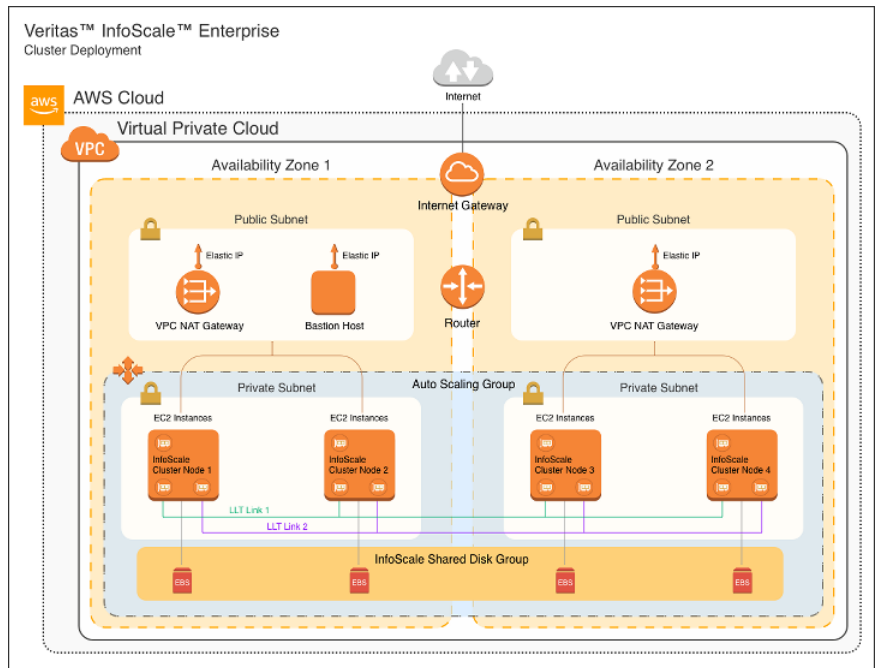 Veritas™ InfoScale™ Enterprise
Cluster Deployment
Internet
aws
AWS Cloud
VPC
Virtual Private Cloud
Availability Zone 1
Availability Zone 2
Internet Gateway
Public Subnet
Public Subnet
Elastic IP
Elastic IP
Elastic IP
VPC NAT Gateway
Bastion Host
Router
VPC NAT Gateway
Auto Scaling Group
Private Subnet
Private Subnet
EC2 Instances
EC2 Instances
EC2 Instances
EC2 Instances
InfoScale
Cluster Node 1
InfoScale
Cluster Node 2
InfoScale
Cluster Node 3
InfoScale
Cluster Node 4
LLT Link 1
LLT Link 2
InfoScale Shared Disk Group
EBS
EBS
EBS
EBS